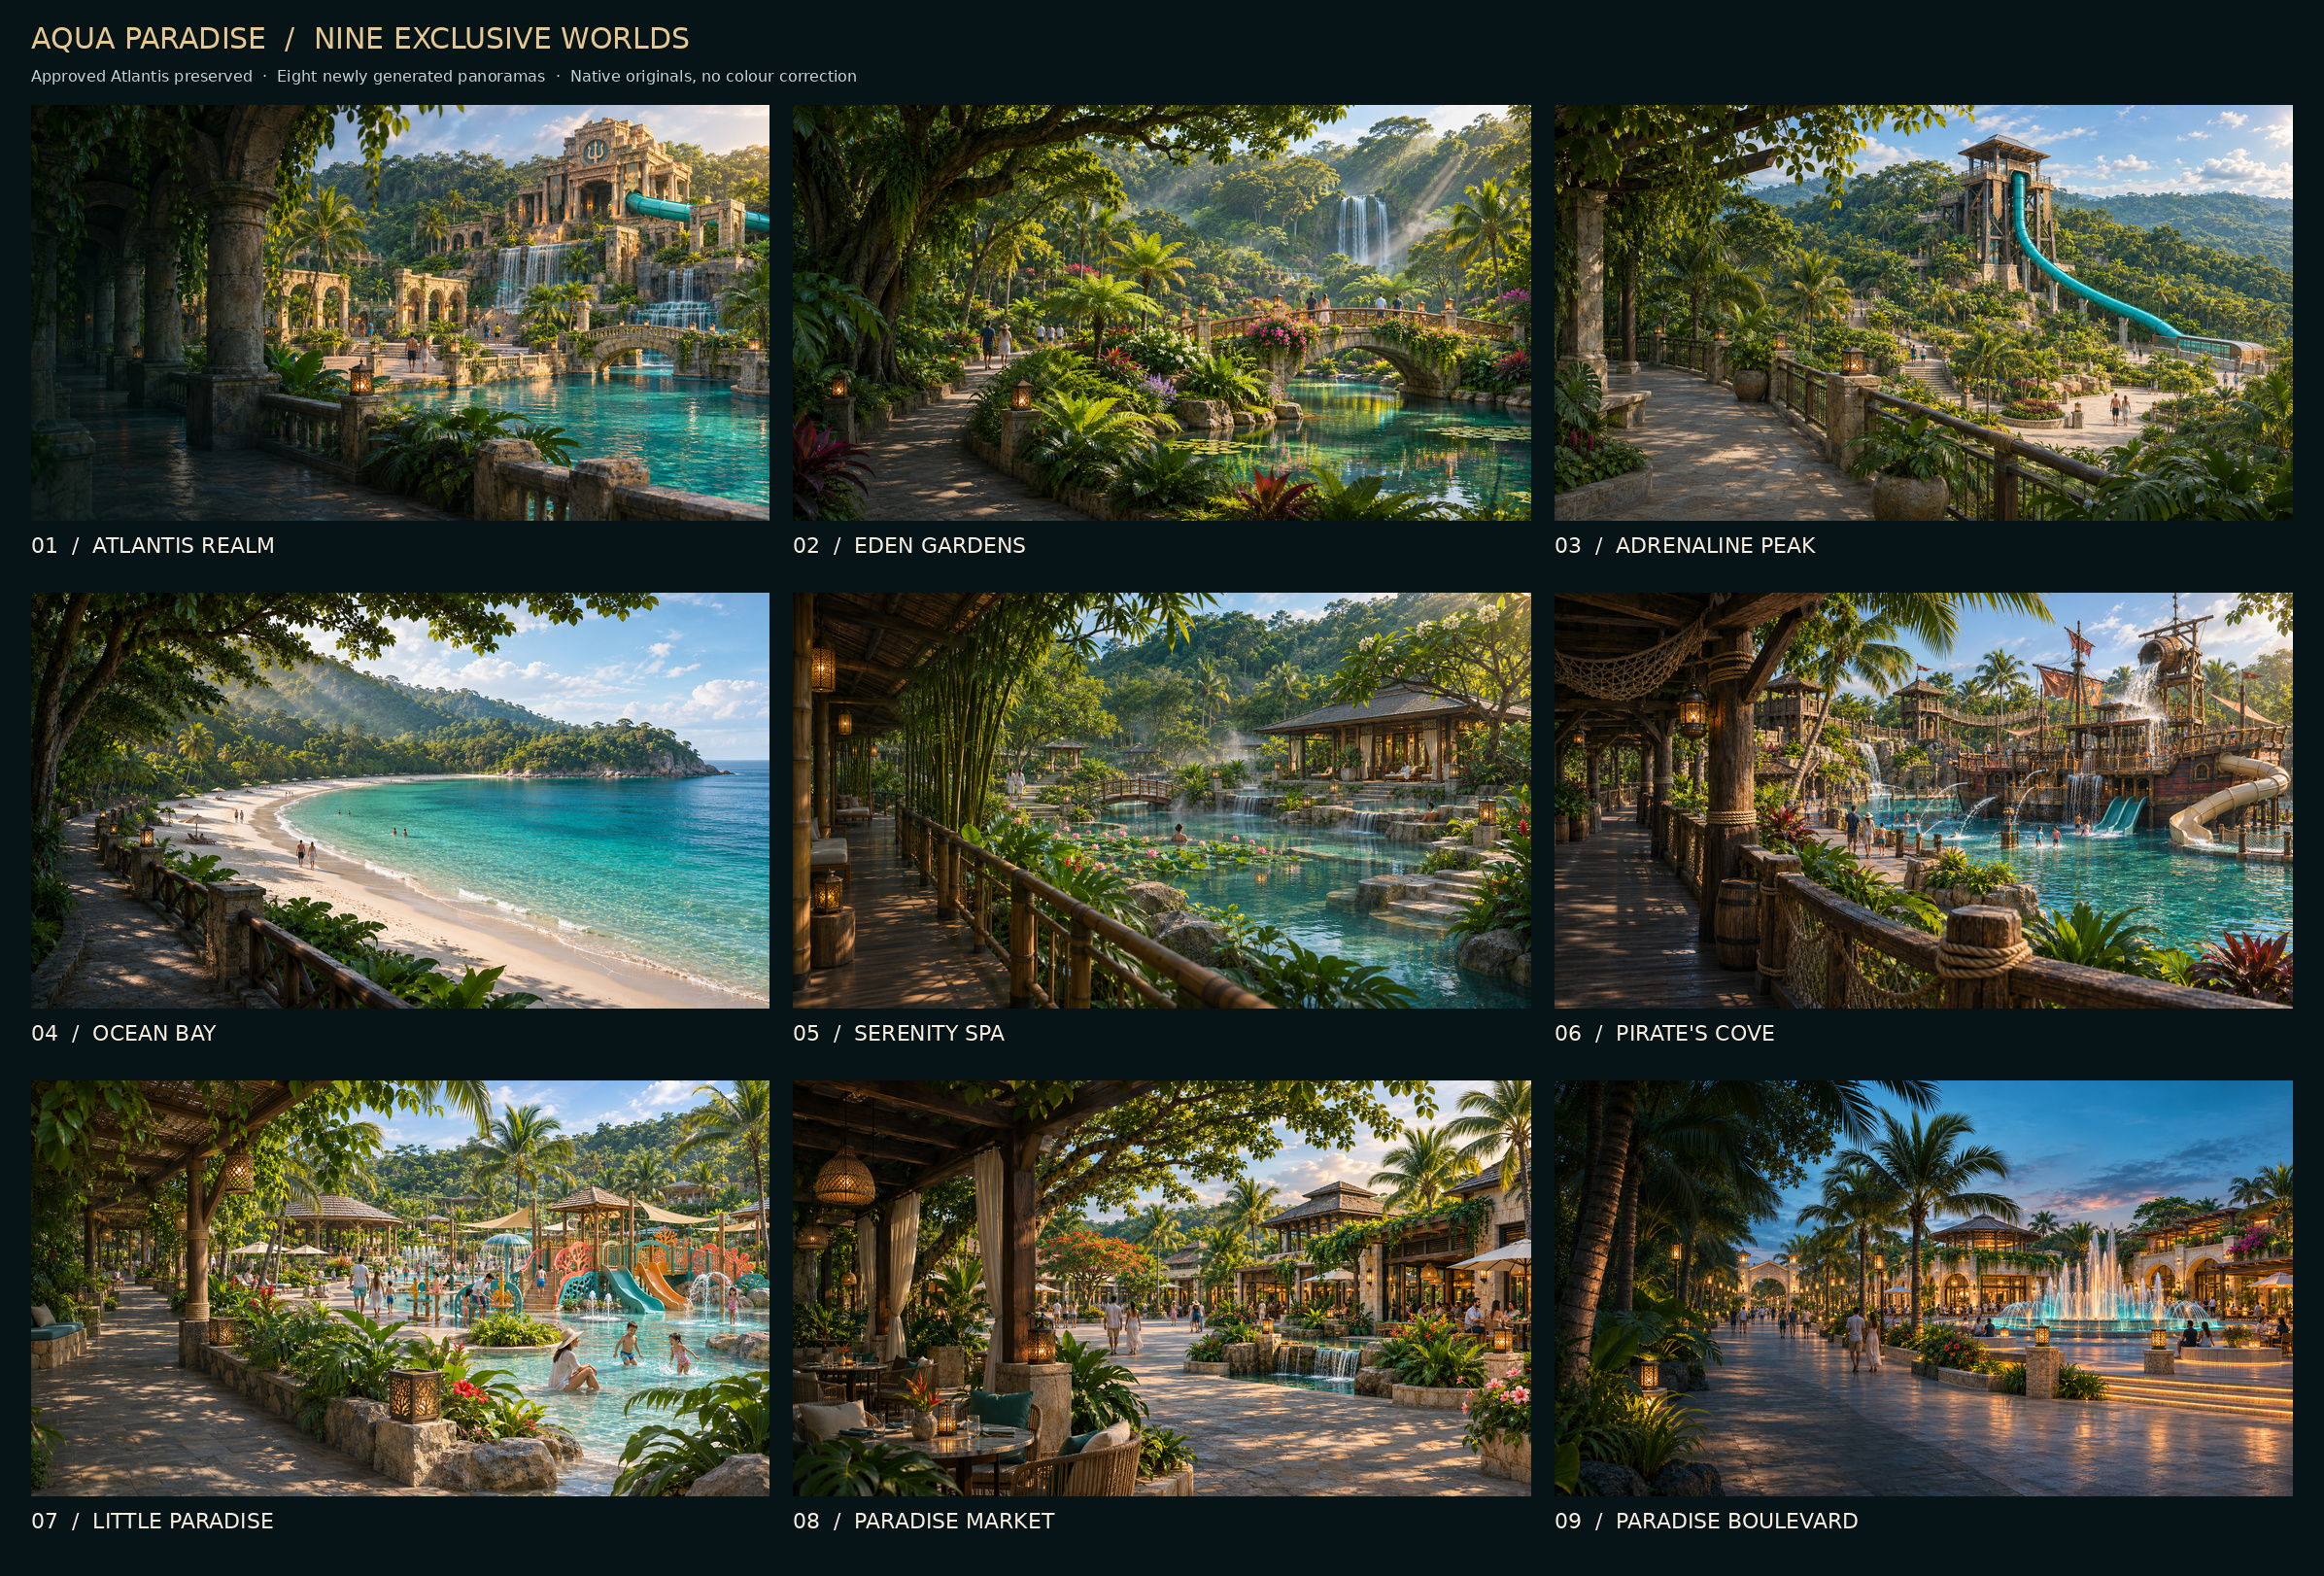 AQUA PARADISE / NINE EXCLUSIVE WORLDS
Approved Atlantis preserved · Eight newly generated panoramas · Native originals, no colour correction
01 / ATLANTIS REALM
02 / EDEN GARDENS
03 / ADRENALINE PEAK
04 / OCEAN BAY
05 / SERENITY SPA
06 / PIRATE'S COVE
07 / LITTLE PARADISE
08 / PARADISE MARKET
09 / PARADISE BOULEVARD